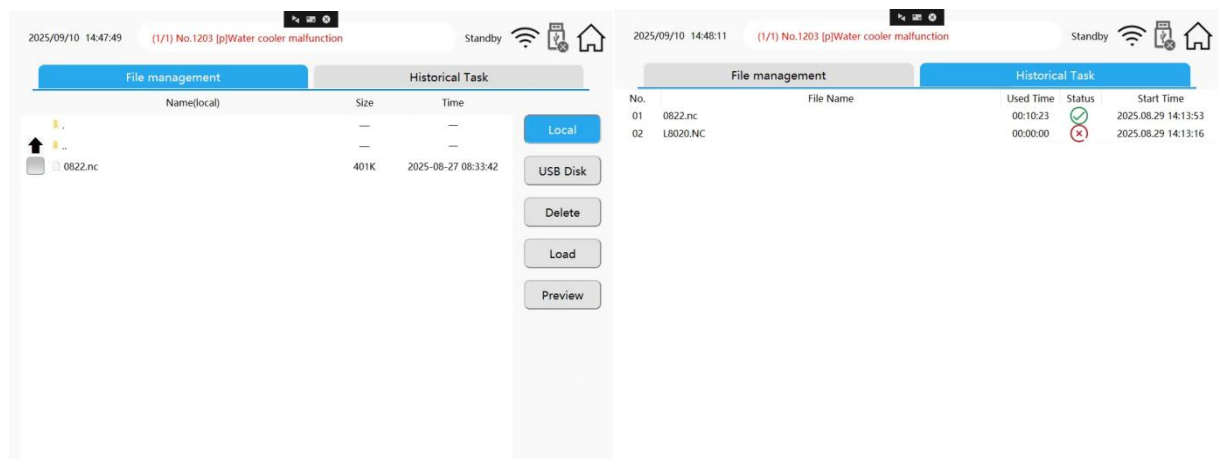 2025/09/10 14:47:49 (1/1) No.1203 [p]Water cooler malfunction Standby
File management Historical Task
Name(local) Size Time
. — —
.. — —
0822.nc 401K 2025-08-27 08:33:42
Local
USB Disk
Delete
Load
Preview
2025/09/10 14:48:11 (1/1) No.1203 [p]Water cooler malfunction Standby
File management Historical Task
No. File Name Used Time Status Start Time
01 0822.nc 00:10:23 2025.08.29 14:13:53
02 L8020.NC 00:00:00 2025.08.29 14:13:16